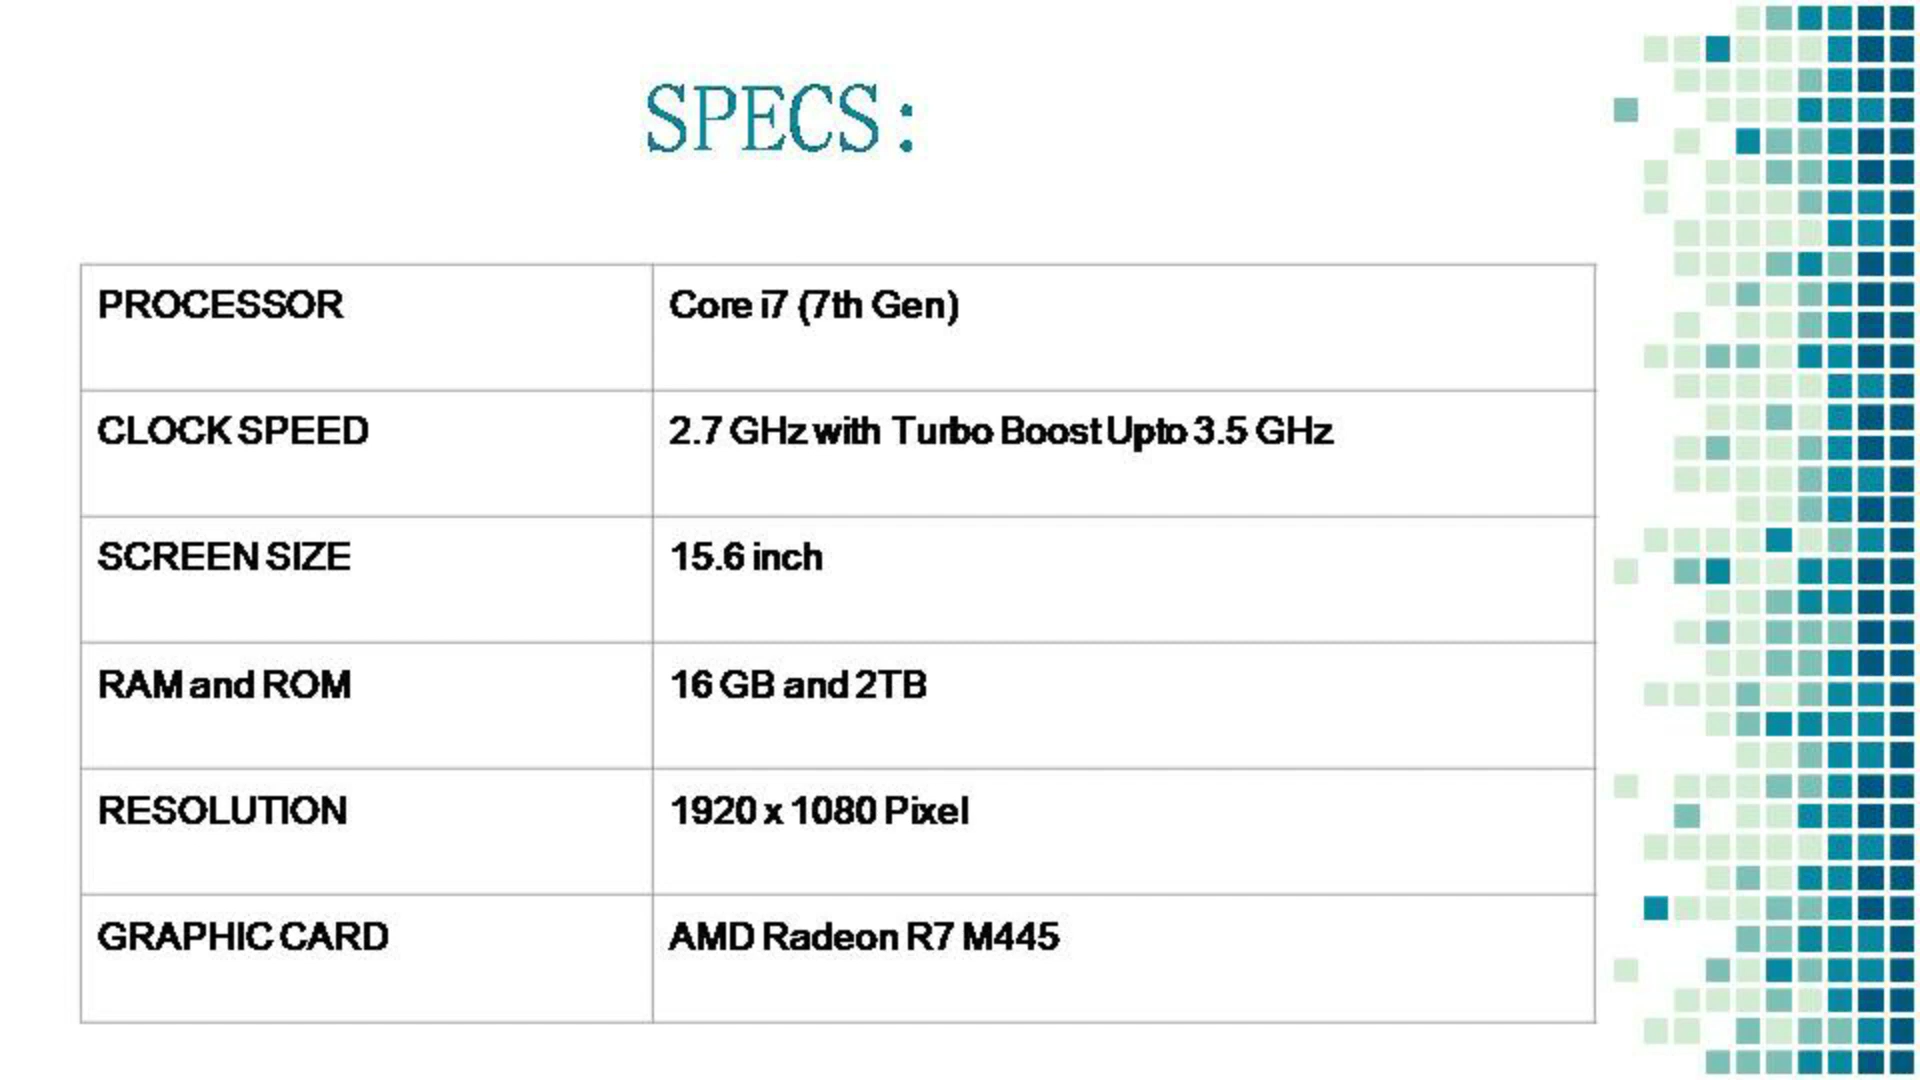 SPECS:
PROCESSOR
Core i7 (7th Gen)
CLOCK SPEED
2.7 GHz with Turbo Boost Upto 3.5 GHz
SCREEN SIZE
15.6 inch
RAM and ROM
16 GB and 2TB
RESOLUTION
1920 x 1080 Pixel
GRAPHIC CARD
AMD Radeon R7 M445